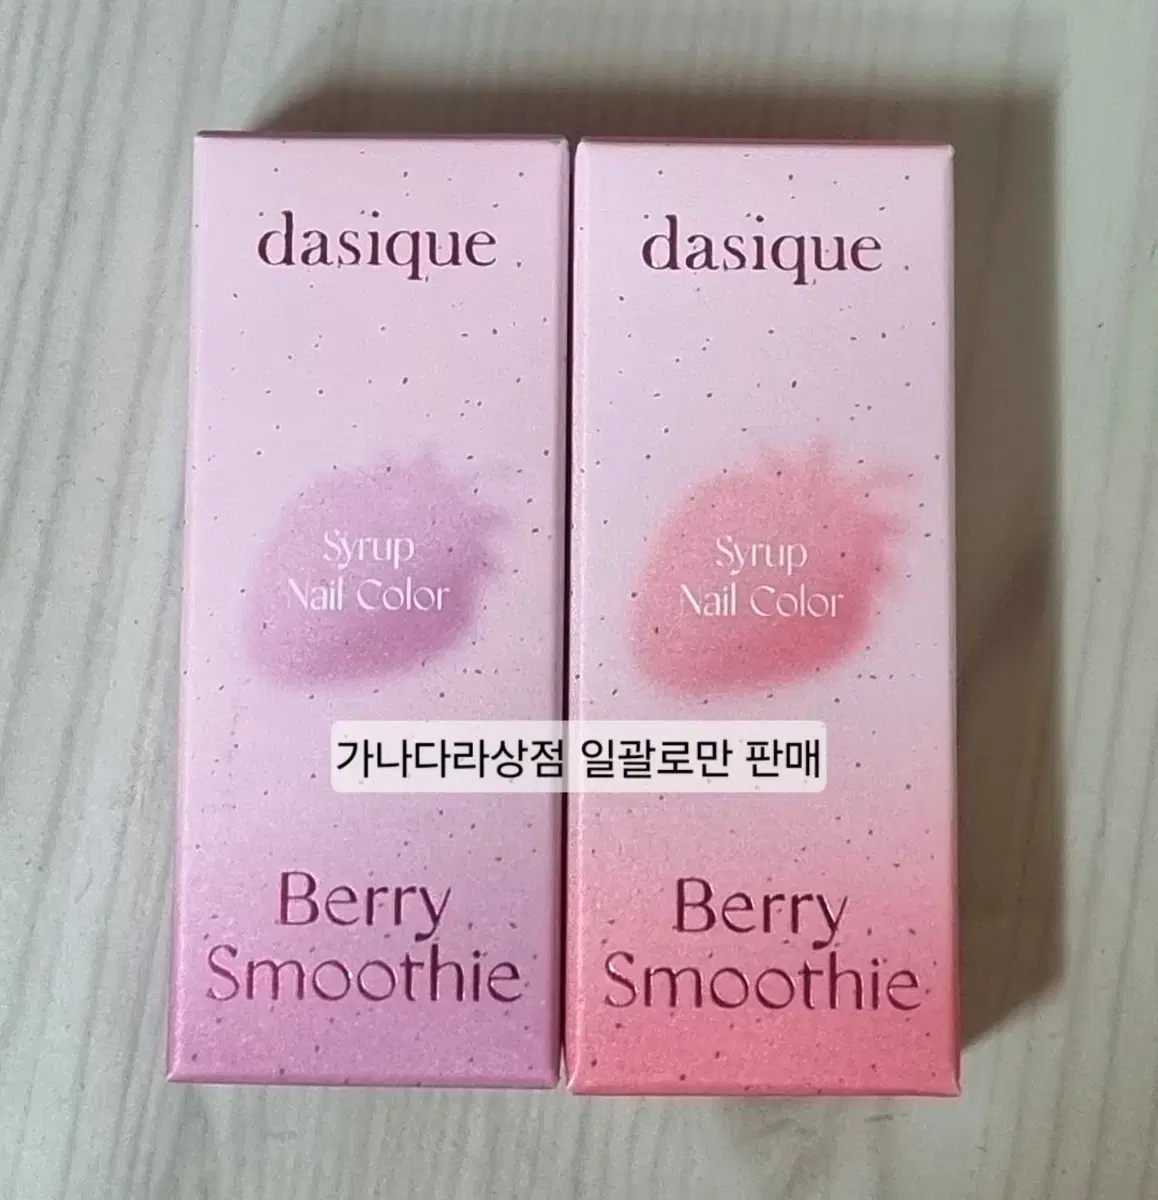 dasique
Syrup
Nail Color
Berry
Smoothie
dasique
Syrup
Nail Color
Berry
Smoothie
가나다라상점 일괄로만 판매